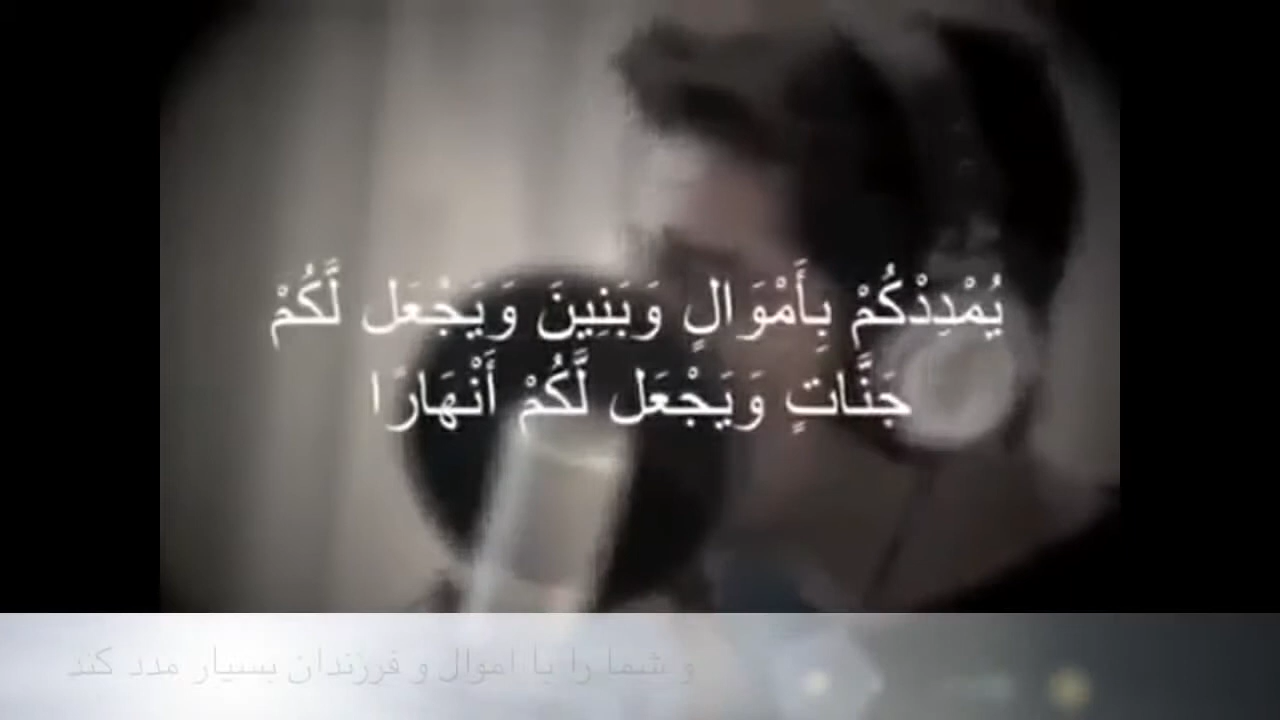 يُمْدِدْكُمْ بِأَمْوَالٍ وَبَنِينَ وَيَجْعَل لَّكُمْ
جَنَّاتٍ وَيَجْعَل لَّكُمْ أَنْهَارًا
و شما را با اموال و فرزندان بسیار مدد کند